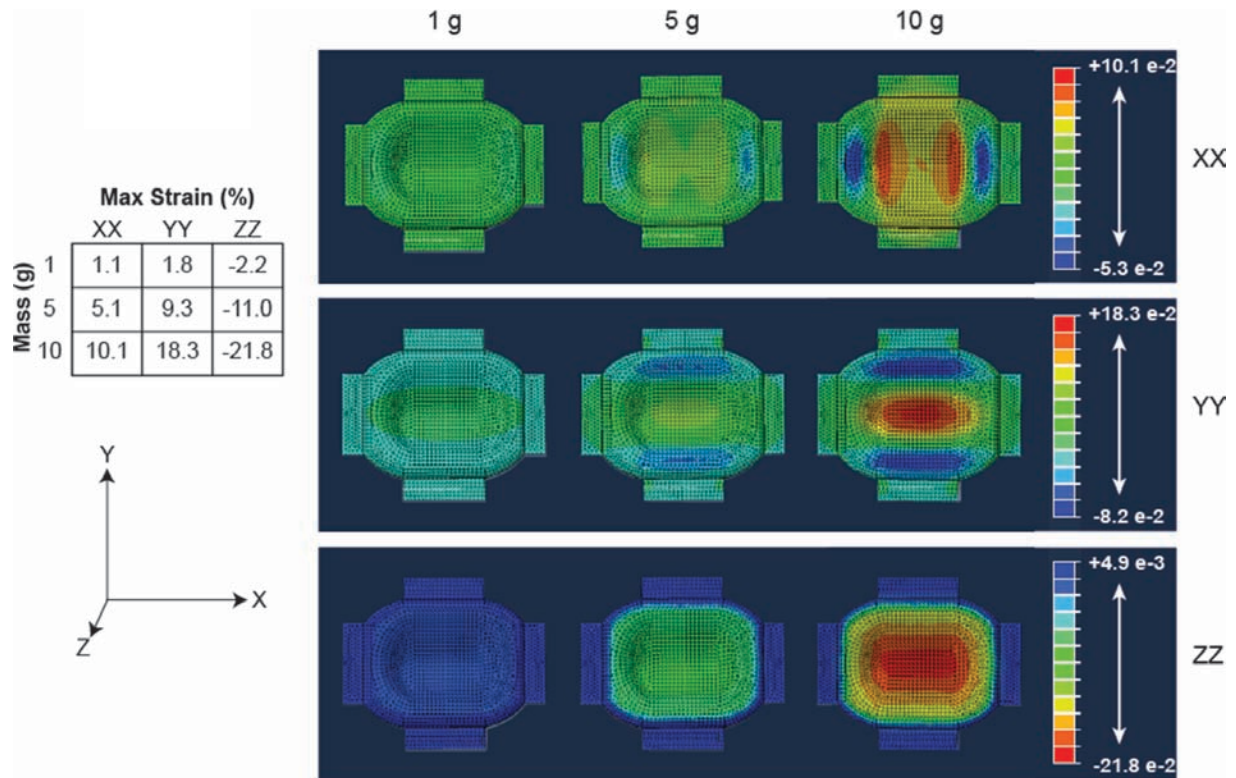 1 g 5 g 10 g
+10.1 e-2
XX
-5.3 e-2
Max Strain (%)
XX YY ZZ
Mass (g)
1 1.1 1.8 -2.2
5 5.1 9.3 -11.0
10 10.1 18.3 -21.8
+18.3 e-2
YY
-8.2 e-2
Y
X
Z
+4.9 e-3
ZZ
-21.8 e-2